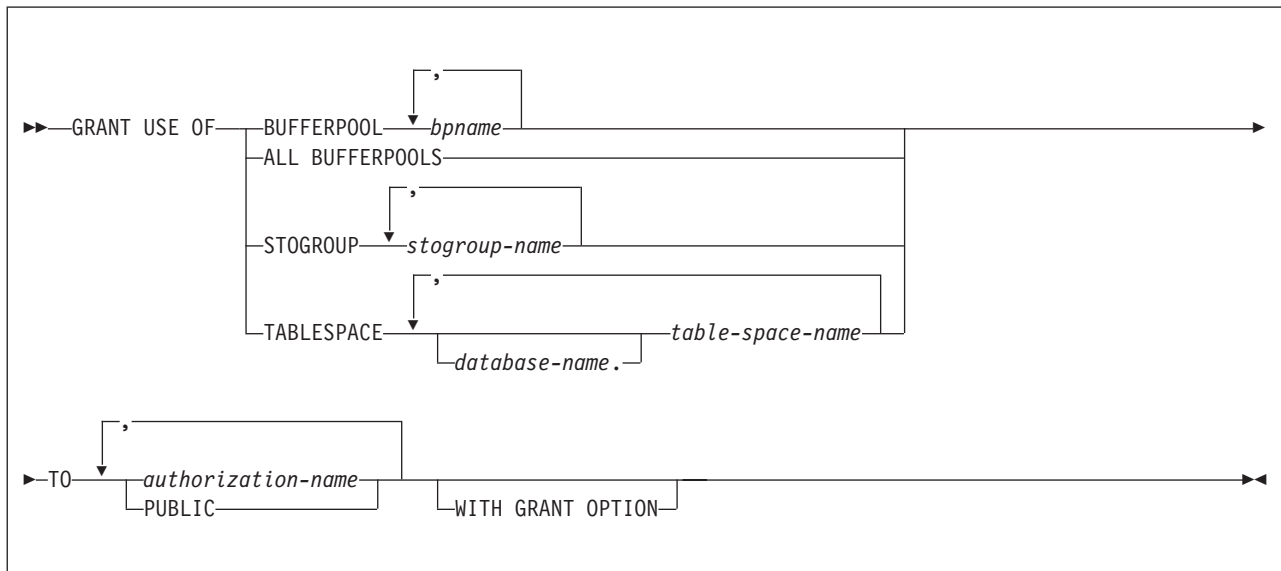 ,
GRANT USE OF BUFFERPOOL bpname
ALL BUFFERPOOLS
,
STOGROUP stogroup-name
,
TABLESPACE table-space-name
database-name.
,
TO authorization-name
PUBLIC WITH GRANT OPTION